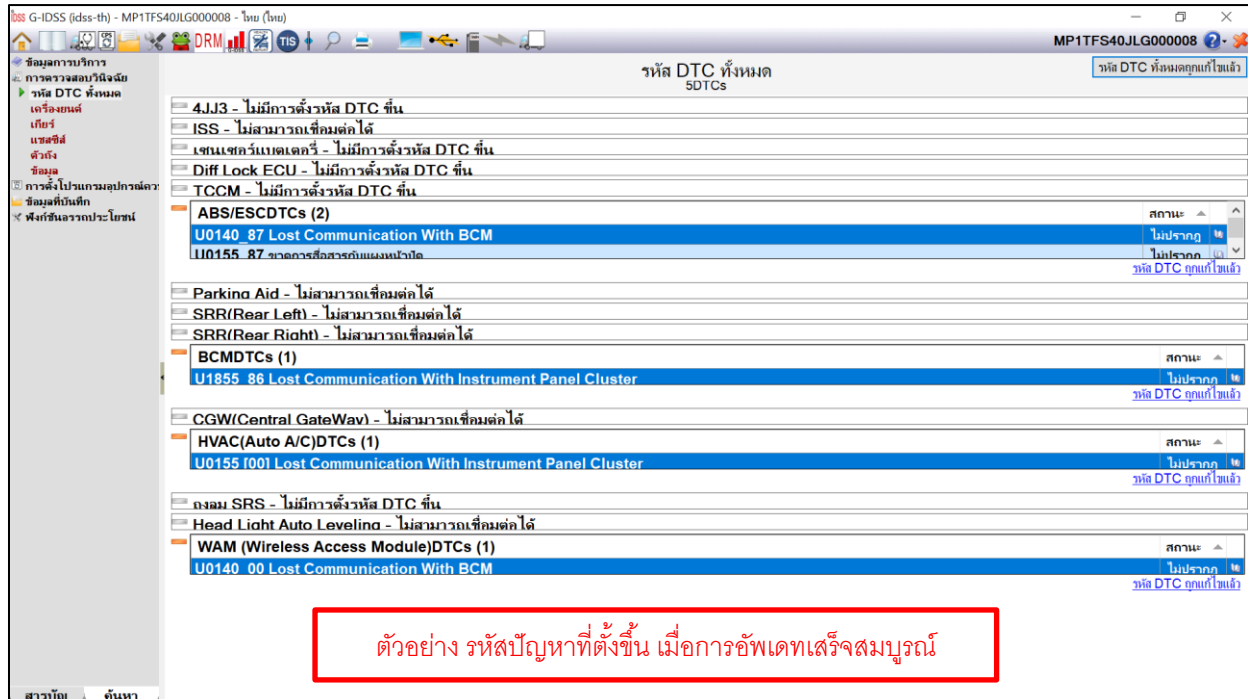 G-IDSS (idss-th) - MP1TFS40JLG000008 - ไทย (ไทย)
DRM TIS MP1TFS40JLG000008
ข้อมูลการบริการ
การตรวจสอบวินิจฉัย
รหัส DTC ทั้งหมด
เครื่องยนต์
เกียร์
แชสซีส์
ตัวถัง
ข้อมูล
การตั้งโปรแกรมอุปกรณ์ควา
ข้อมูลที่บันทึก
ฟังก์ชันอรรถประโยชน์
รหัส DTC ทั้งหมด
5DTCs
รหัส DTC ทั้งหมดถูกแก้ไขแล้ว
4JJ3 - ไม่มีการตั้งรหัส DTC ขึ้น
ISS - ไม่สามารถเชื่อมต่อได้
เซนเซอร์แบตเตอรี่ - ไม่มีการตั้งรหัส DTC ขึ้น
Diff Lock ECU - ไม่มีการตั้งรหัส DTC ขึ้น
TCCM - ไม่มีการตั้งรหัส DTC ขึ้น
ABS/ESCDTCs (2) สถานะ
U0140_87 Lost Communication With BCM ไม่ปรากฏ
U0155_87 ขาดการสื่อสารกับแผงหน้าปัด ไม่ปรากฏ
รหัส DTC ถูกแก้ไขแล้ว
Parking Aid - ไม่สามารถเชื่อมต่อได้
SRR(Rear Left) - ไม่สามารถเชื่อมต่อได้
SRR(Rear Right) - ไม่สามารถเชื่อมต่อได้
BCMDTCs (1) สถานะ
U1855_86 Lost Communication With Instrument Panel Cluster ไม่ปรากฏ
รหัส DTC ถูกแก้ไขแล้ว
CGW(Central GateWay) - ไม่สามารถเชื่อมต่อได้
HVAC(Auto A/C)DTCs (1) สถานะ
U0155 [00] Lost Communication With Instrument Panel Cluster ไม่ปรากฏ
รหัส DTC ถูกแก้ไขแล้ว
ถุงลม SRS - ไม่มีการตั้งรหัส DTC ขึ้น
Head Light Auto Leveling - ไม่สามารถเชื่อมต่อได้
WAM (Wireless Access Module)DTCs (1) สถานะ
U0140_00 Lost Communication With BCM ไม่ปรากฏ
รหัส DTC ถูกแก้ไขแล้ว
ตัวอย่าง รหัสปัญหาที่ตั้งขึ้น เมื่อการอัพเดทเสร็จสมบูรณ์
สารบัญ ค้นหา